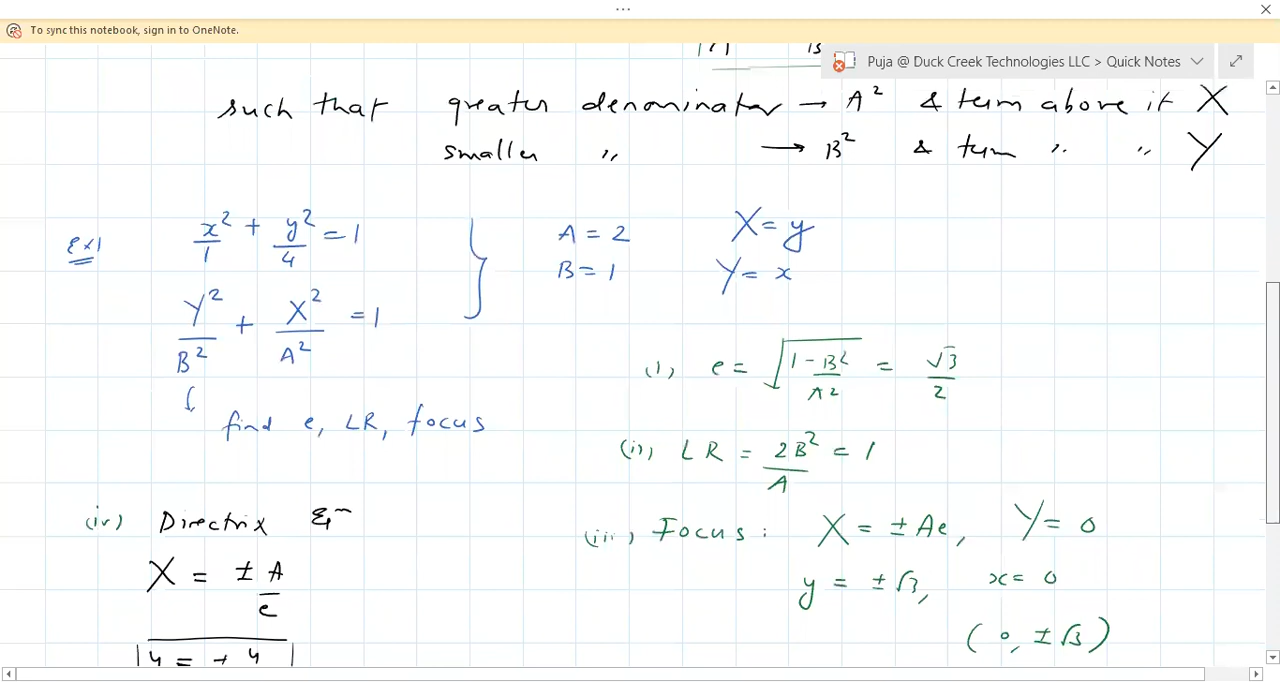 To sync this notebook, sign in to OneNote.
Puja @ Duck Creek Technologies LLC > Quick Notes
such that greater denominator → A² & term above it X
smaller " → B² & term " " Y
Ex1 x²/1 + y²/4 = 1 } A = 2 X = y
B = 1 Y = x
Y²/B² + X²/A² = 1
find e, LR, focus
(i) e = √(1 - B²/A²) = √3/2
(ii) LR = 2B²/A = 1
(iii) Focus: X = ± Ae, Y = 0
y = ± √3, x = 0
(0, ± √3)
(iv) Directrix Eqn
X = ± A/e